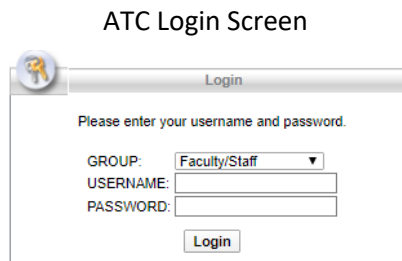 ATC Login Screen
Login
Please enter your username and password.
GROUP: Faculty/Staff
USERNAME:
PASSWORD:
Login